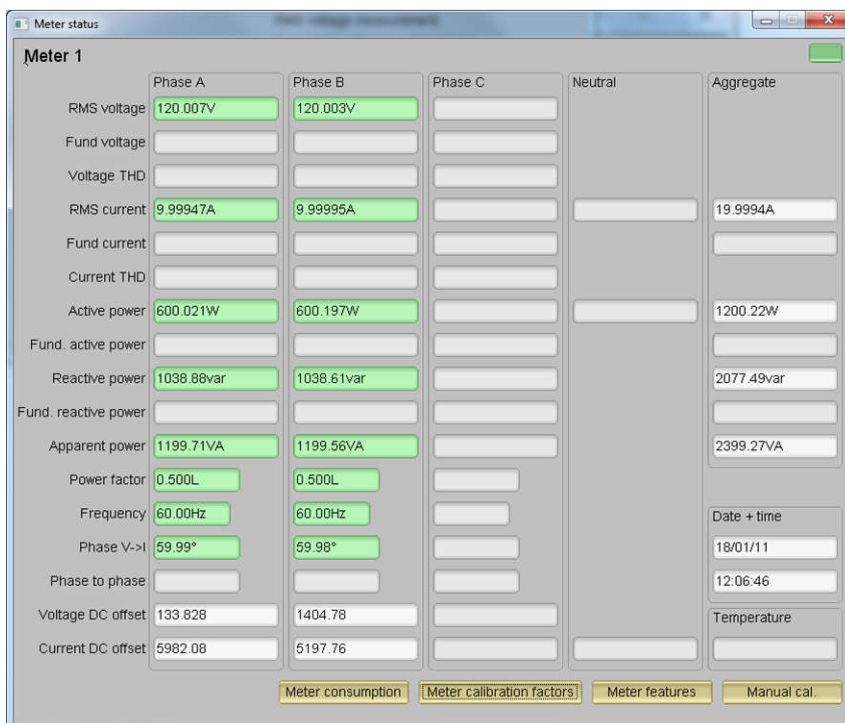 Meter status
RMS voltage measurement
Meter 1
Phase A Phase B Phase C Neutral Aggregate
RMS voltage 120.007V 120.003V
Fund voltage
Voltage THD
RMS current 9.99947A 9.99995A 19.9994A
Fund current
Current THD
Active power 600.021W 600.197W 1200.22W
Fund. active power
Reactive power 1038.88var 1038.61var 2077.49var
Fund. reactive power
Apparent power 1199.71VA 1199.56VA 2399.27VA
Power factor 0.500L 0.500L
Frequency 60.00Hz 60.00Hz Date + time
Phase V->I 59.99° 59.98° 18/01/11
Phase to phase 12:06:46
Voltage DC offset 133.828 1404.78 Temperature
Current DC offset 5982.08 5197.76
Meter consumption Meter calibration factors Meter features Manual cal.